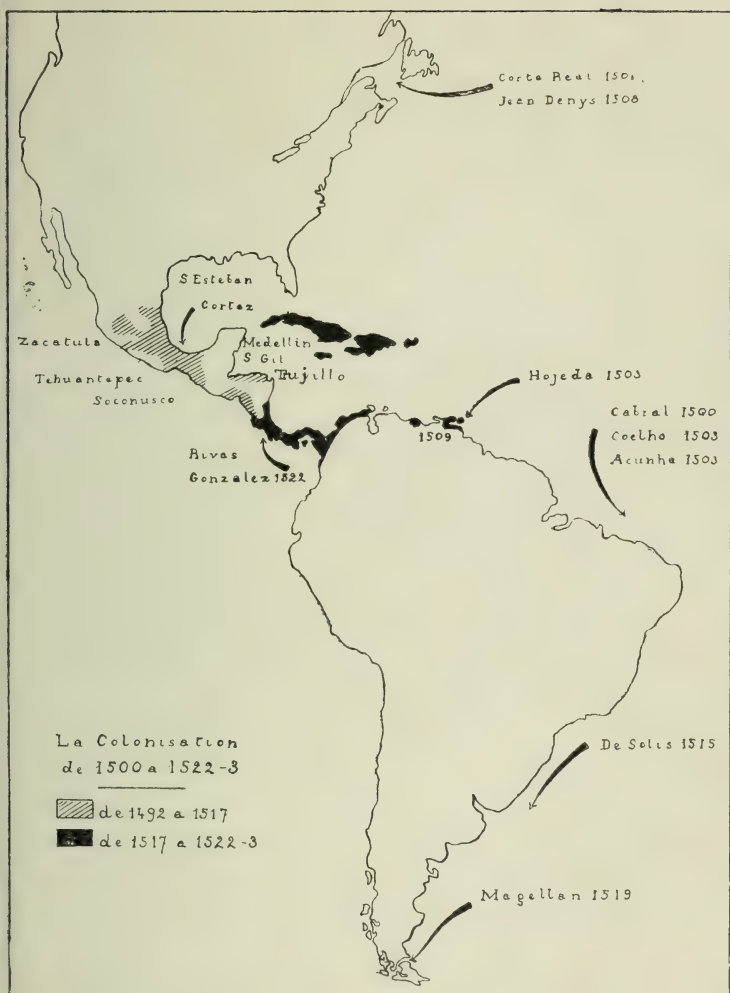 Corte Real 1501,
Jean Denys 1508
S Esteban
Cortez
Zacatula
Medellin
S Gil
Tehuantepec
Trujillo
Soconusco
Hojeda 1503
1509
Cabral 1500
Coelho 1503
Acunha 1503
Rivas
Gonzalez 1522
La Colonisation
de 1500 a 1522-3
de 1492 a 1517
de 1517 a 1522-3
De Solis 1515
Magellan 1519